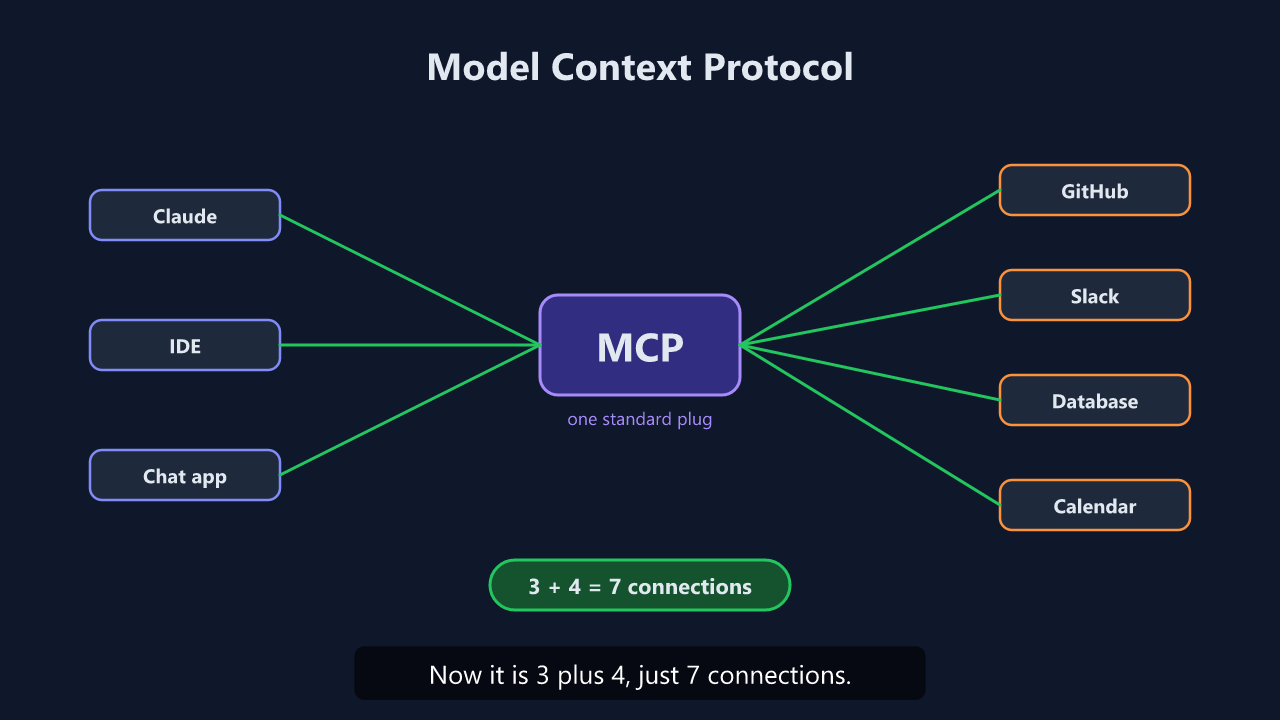 Model Context Protocol
Claude
IDE
Chat app
MCP
one standard plug
GitHub
Slack
Database
Calendar
3 + 4 = 7 connections
Now it is 3 plus 4, just 7 connections.